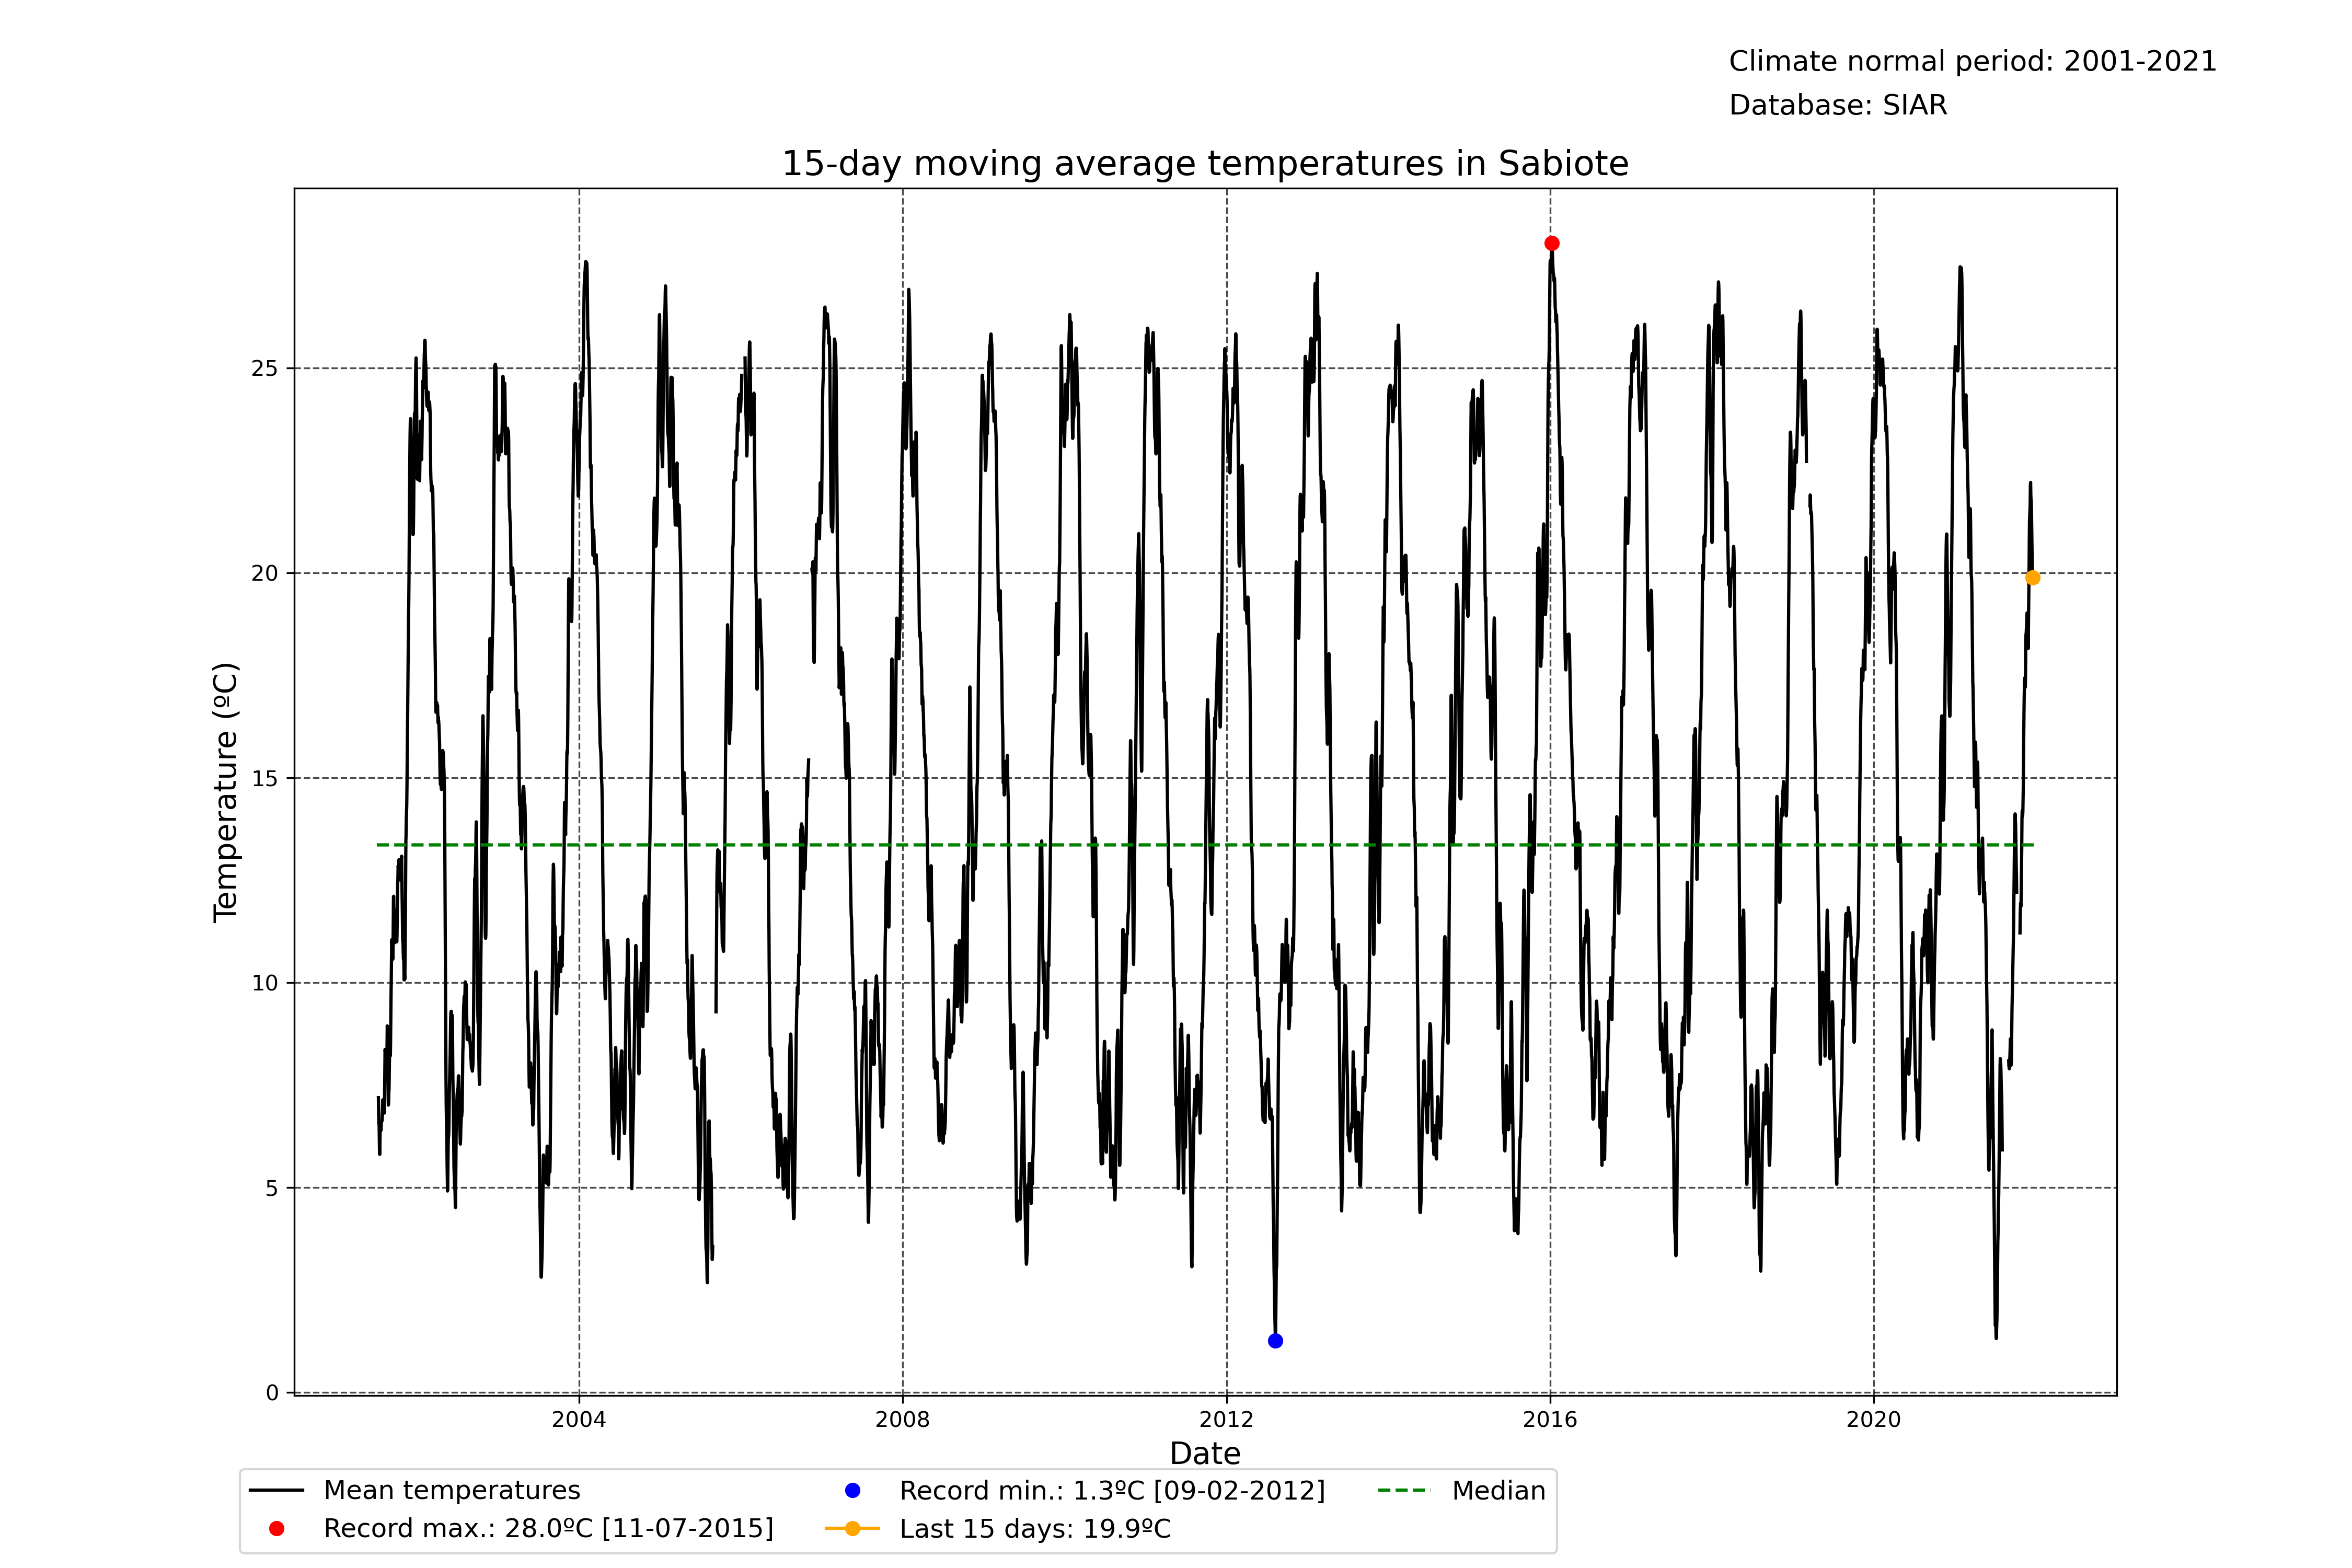 Climate normal period: 2001-2021
Database: SIAR
15-day moving average temperatures in Sabiote
Temperature (ºC)
25
20
15
10
5
0
2004
2008
2012
2016
2020
Date
Mean temperatures
Record max.: 28.0ºC [11-07-2015]
Record min.: 1.3ºC [09-02-2012]
Last 15 days: 19.9ºC
Median